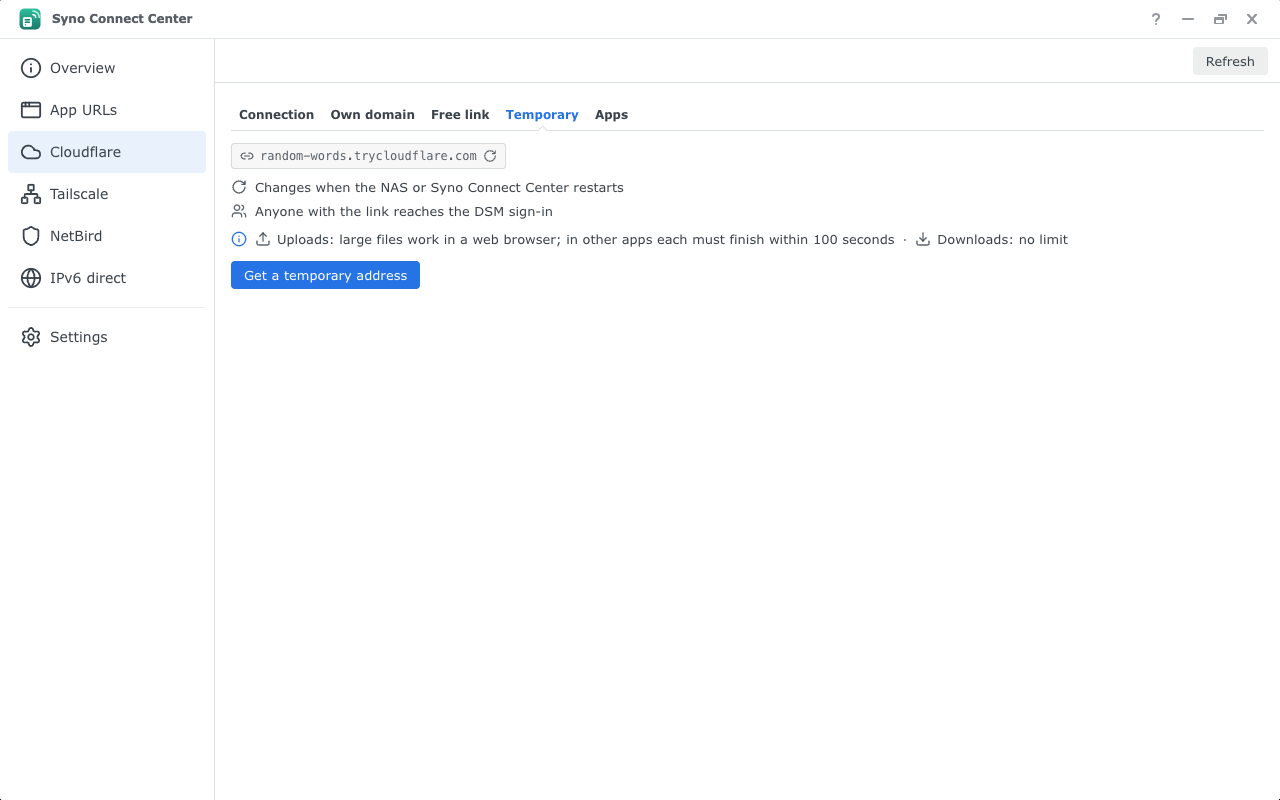 Syno Connect Center
Refresh
Overview
App URLs
Cloudflare
Tailscale
NetBird
IPv6 direct
Settings
Connection Own domain Free link Temporary Apps
random-words.trycloudflare.com
Changes when the NAS or Syno Connect Center restarts
Anyone with the link reaches the DSM sign-in
Uploads: large files work in a web browser; in other apps each must finish within 100 seconds · Downloads: no limit
Get a temporary address